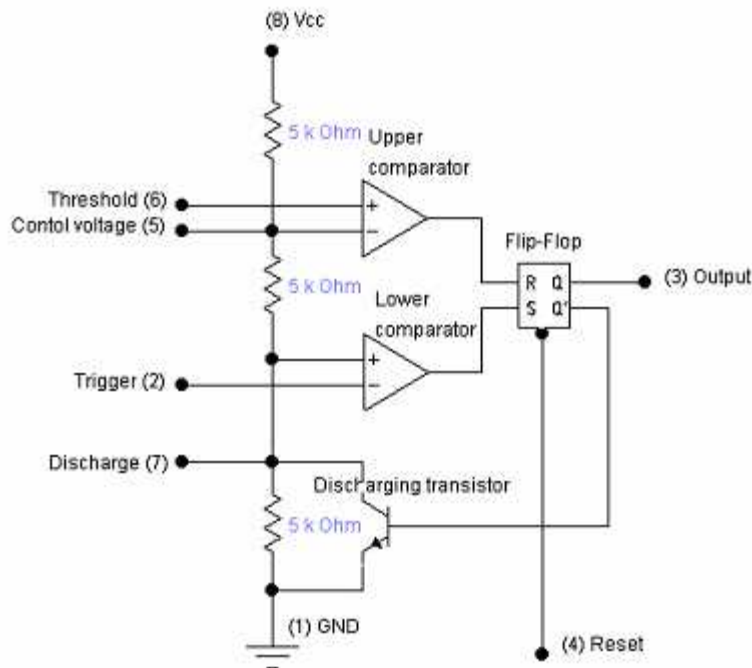 (8) Vcc
5 k Ohm
Upper
comparator
Threshold (6)
+
Contol voltage (5)
−
Flip-Flop
R Q
S Q'
(3) Output
5 k Ohm
Lower
comparator
+
Trigger (2)
−
Discharge (7)
Discharging transistor
5 k Ohm
(1) GND
(4) Reset